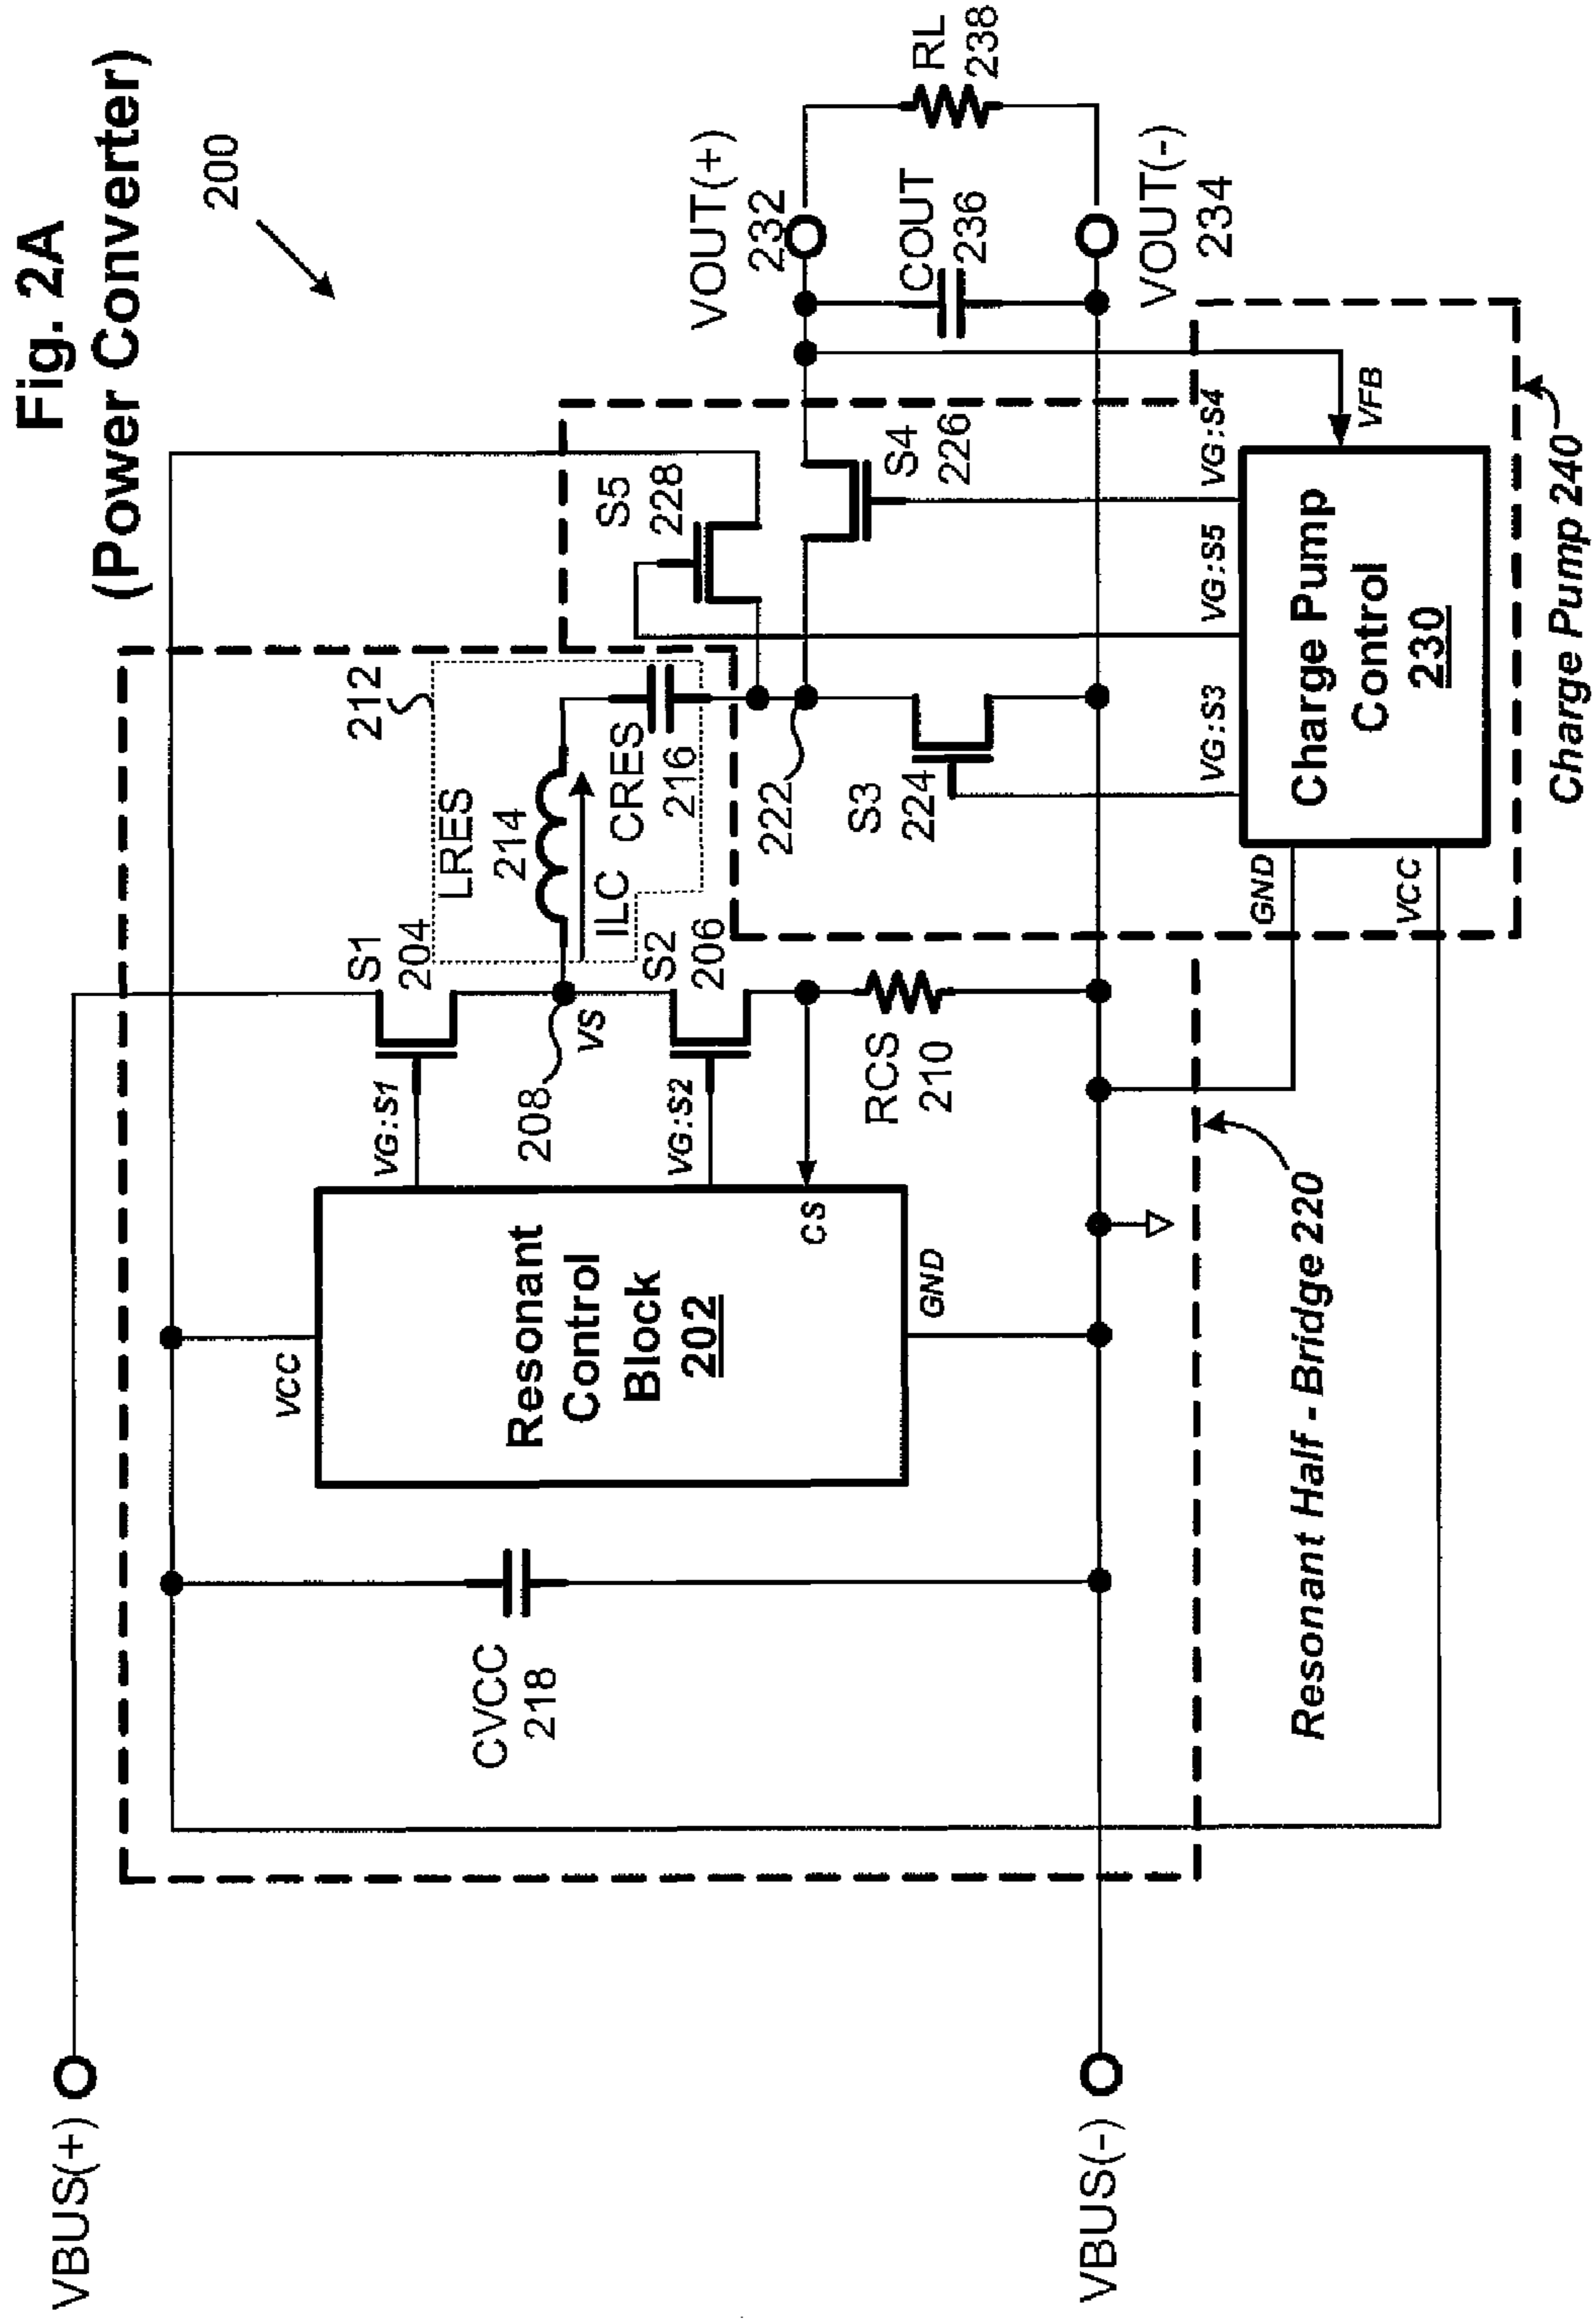 Fig. 2A
(Power Converter)
200
VBUS(+)
VBUS(-)
CVCC
218
VCC
Resonant
Control
Block
202
GND
CS
VG:S1
VG:S2
S1
204
208
VS
S2
206
RCS
210
212
LRES
214
ILC
CRES
216
222
S3
224
S5
228
S4
226
VOUT(+)
232
COUT
236
RL
238
VOUT(-)
234
VG:S3
VG:S5
VG:S4
VFB
GND
VCC
Charge Pump
Control
230
Resonant Half - Bridge 220
Charge Pump 240